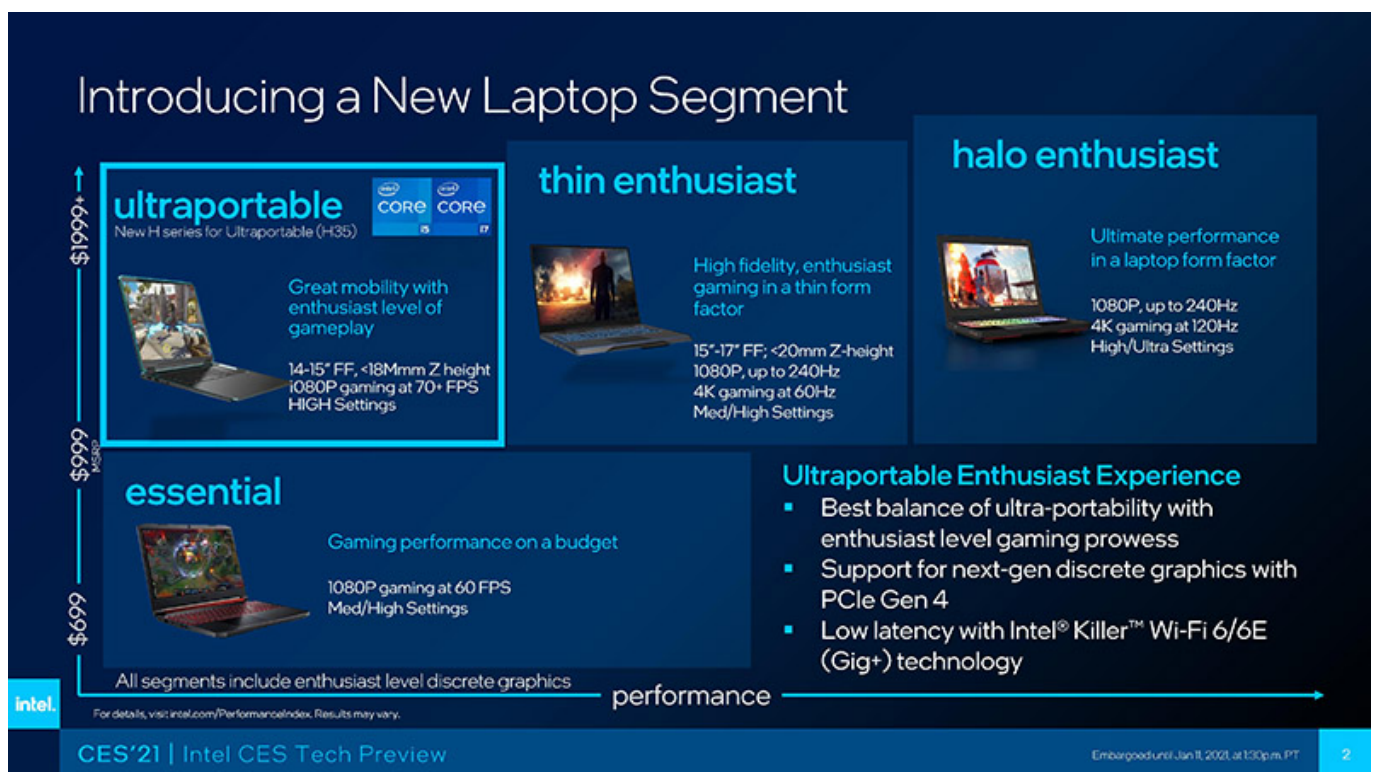 Introducing a New Laptop Segment
$1999+
$999
MSRP
$699
ultraportable
New H series for Ultraportable (H35)
intel
CORE
i5
intel
CORE
i7
Great mobility with
enthusiast level of
gameplay
14-15” FF, <18Mmm Z height
1080P gaming at 70+ FPS
HIGH Settings
thin enthusiast
High fidelity, enthusiast
gaming in a thin form
factor
15”-17” FF; <20mm Z-height
1080P, up to 240Hz
4K gaming at 60Hz
Med/High Settings
halo enthusiast
Ultimate performance
in a laptop form factor
1080P, up to 240Hz
4K gaming at 120Hz
High/Ultra Settings
essential
Gaming performance on a budget
1080P gaming at 60 FPS
Med/High Settings
Ultraportable Enthusiast Experience
▪ Best balance of ultra-portability with
enthusiast level gaming prowess
▪ Support for next-gen discrete graphics with
PCIe Gen 4
▪ Low latency with Intel® Killer™ Wi-Fi 6/6E
(Gig+) technology
All segments include enthusiast level discrete graphics
performance
intel.
For details, visit intel.com/PerformanceIndex. Results may vary.
CES’21 | Intel CES Tech Preview
Embargoed until Jan 11, 2021, at 1:30p.m. PT
2